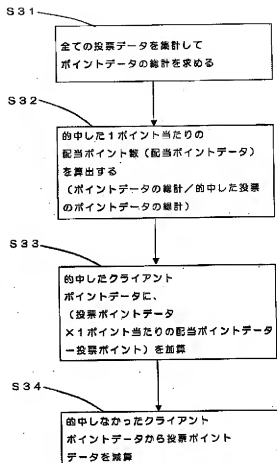 S31
全ての投票データを集計して
ポイントデータの総計を求める
S32
的中した1ポイント当たりの
配当ポイント数(配当ポイントデータ)
を算出する
(ポイントデータの総計/的中した投票
のポイントデータの総計)
S33
的中したクライアント
ポイントデータに、
(投票ポイントデータ
×1ポイント当たりの配当ポイントデータ
ー投票ポイント)を加算
S34
的中しなかったクライアント
ポイントデータから投票ポイント
データを減算